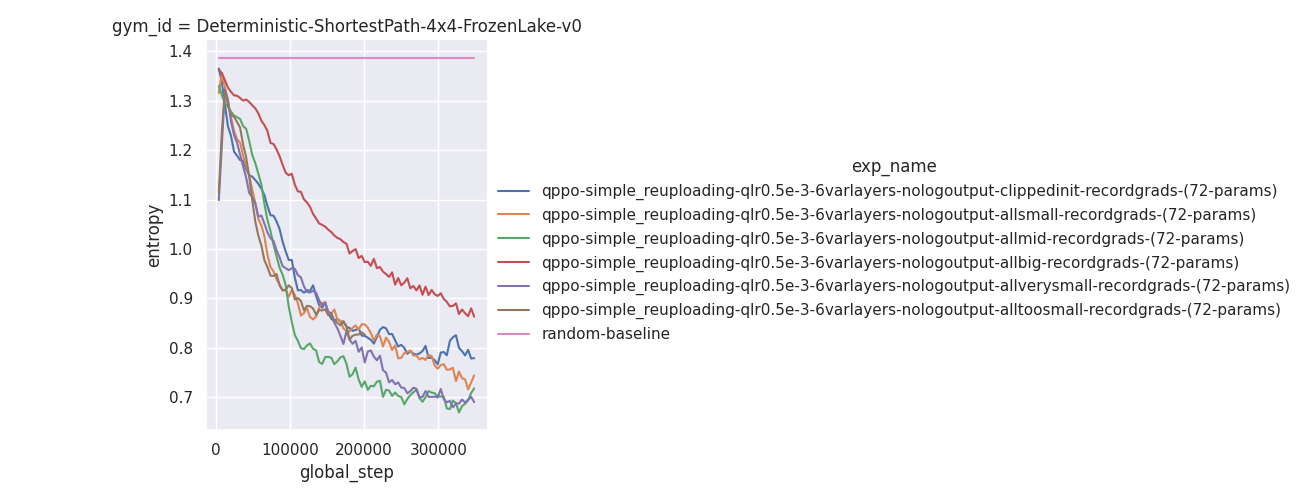 gym_id = Deterministic-ShortestPath-4x4-FrozenLake-v0
1.4
1.3
1.2
1.1
1.0
0.9
0.8
0.7
entropy
0
100000
200000
300000
global_step
exp_name
qppo-simple_reuploading-qlr0.5e-3-6varlayers-nologoutput-clippedinit-recordgrads-(72-params)
qppo-simple_reuploading-qlr0.5e-3-6varlayers-nologoutput-allsmall-recordgrads-(72-params)
qppo-simple_reuploading-qlr0.5e-3-6varlayers-nologoutput-allmid-recordgrads-(72-params)
qppo-simple_reuploading-qlr0.5e-3-6varlayers-nologoutput-allbig-recordgrads-(72-params)
qppo-simple_reuploading-qlr0.5e-3-6varlayers-nologoutput-allverysmall-recordgrads-(72-params)
qppo-simple_reuploading-qlr0.5e-3-6varlayers-nologoutput-alltoosmall-recordgrads-(72-params)
random-baseline